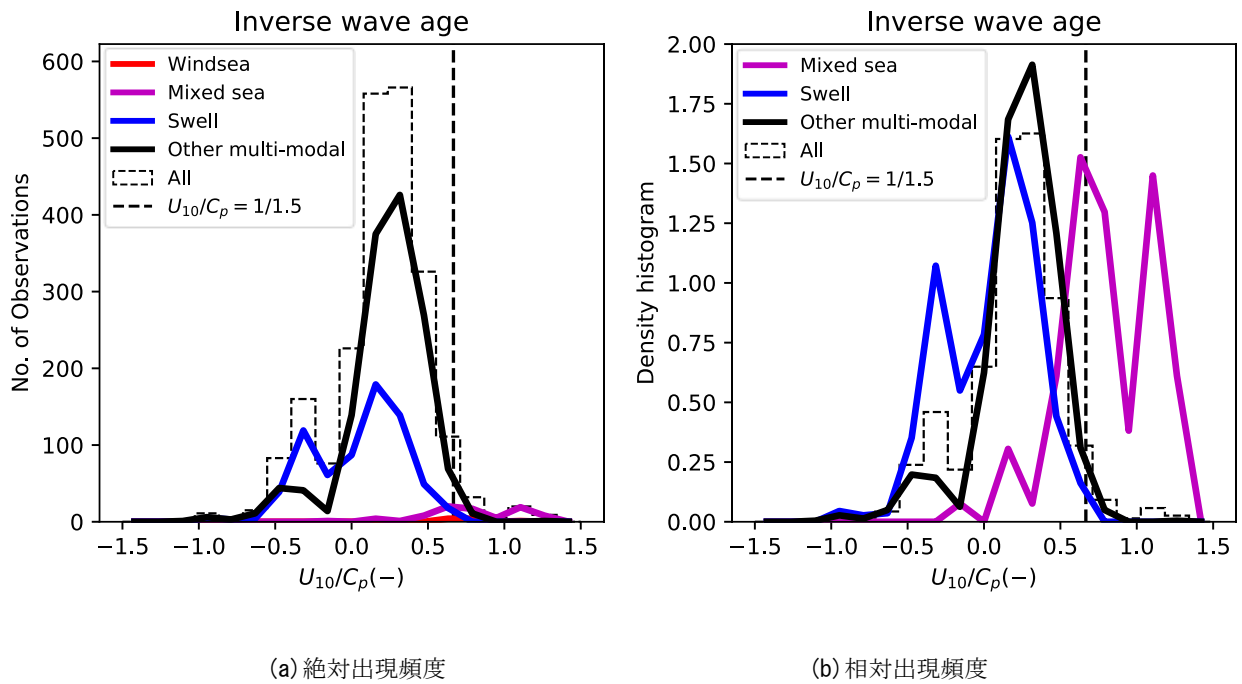 Inverse wave age
600
500
400
300
200
100
0
No. of Observations
Windsea
Mixed sea
Swell
Other multi-modal
All
U₁₀/Cₚ = 1/1.5
−1.5 −1.0 −0.5 0.0 0.5 1.0 1.5
U₁₀/Cₚ(−)
(a) 絶対出現頻度
Inverse wave age
2.00
1.75
1.50
1.25
1.00
0.75
0.50
0.25
0.00
Density histogram
Mixed sea
Swell
Other multi-modal
All
U₁₀/Cₚ = 1/1.5
−1.5 −1.0 −0.5 0.0 0.5 1.0 1.5
U₁₀/Cₚ(−)
(b) 相対出現頻度